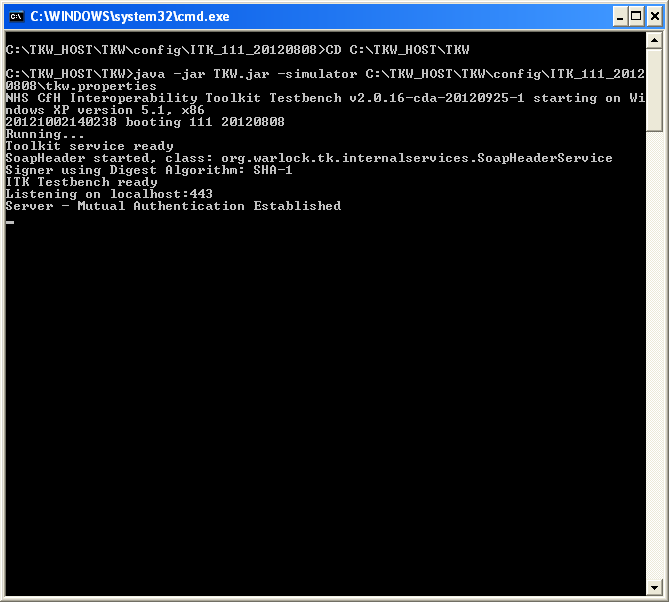 C:\WINDOWS\system32\cmd.exe
C:\TKW_HOST\TKW\config\ITK_111_20120808>CD C:\TKW_HOST\TKW
C:\TKW_HOST\TKW>java -jar TKW.jar -simulator C:\TKW_HOST\TKW\config\ITK_111_2012
0808\tkw.properties
NHS CfH Interoperability Toolkit Testbench v2.0.16-cda-20120925-1 starting on Wi
ndows XP version 5.1, x86
20121002140238 booting 111 20120808
Running...
Toolkit service ready
SoapHeader started, class: org.warlock.tk.internalservices.SoapHeaderService
Signer using Digest Algorithm: SHA-1
ITK Testbench ready
Listening on localhost:443
Server - Mutual Authentication Established